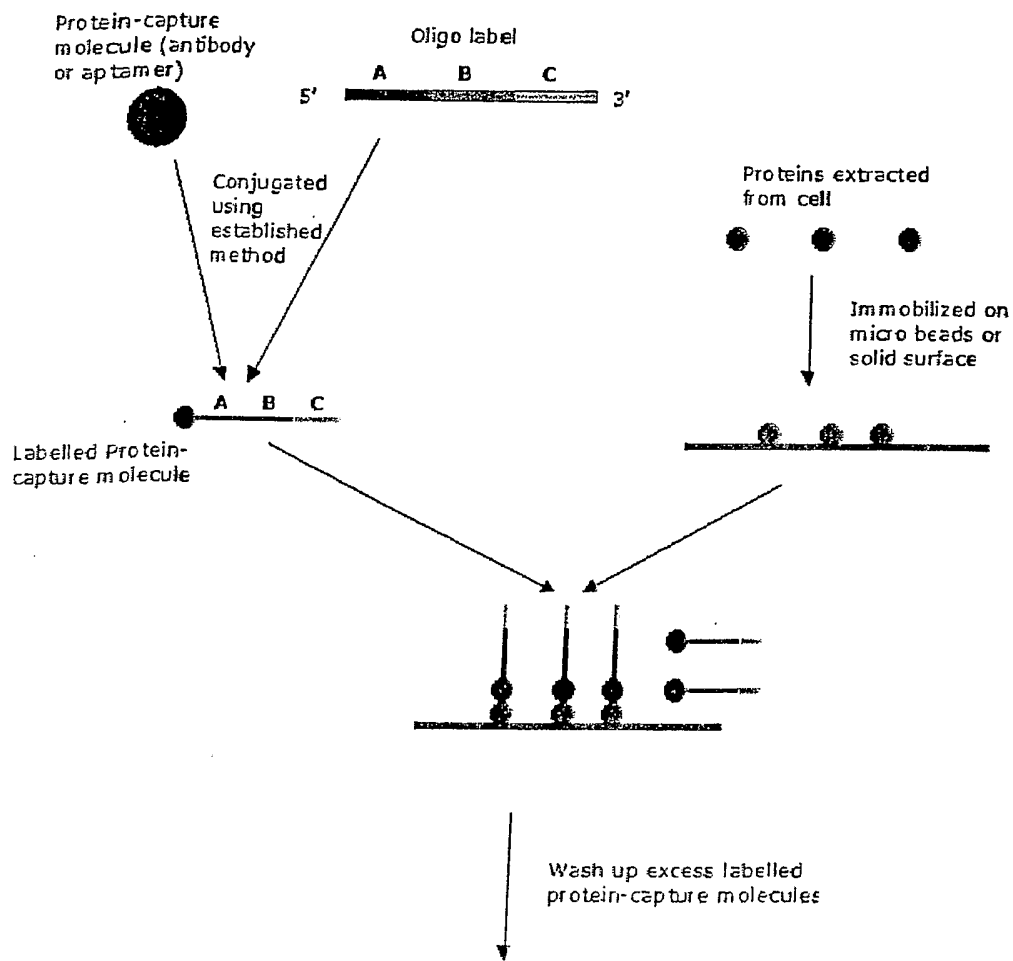 Protein-capture
molecule (antibody
or aptamer)
Oligo label
A B C
5' 3'
Conjugated
using
established
method
Proteins extracted
from cell
Immobilized on
micro beads or
solid surface
A B C
Labelled Protein-
capture molecule
Wash up excess labelled
protein-capture molecules